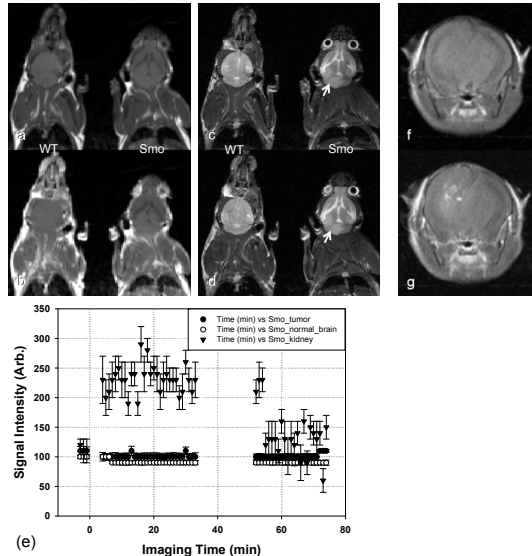 a
WT
Smo
b
c
WT
Smo
d
f
g
350
300
250
200
150
100
50
0
Signal Intensity (Arb.)
Time (min) vs Smo_tumor
Time (min) vs Smo_normal_brain
Time (min) vs Smo_kidney
0
20
40
60
80
Imaging Time (min)
(e)